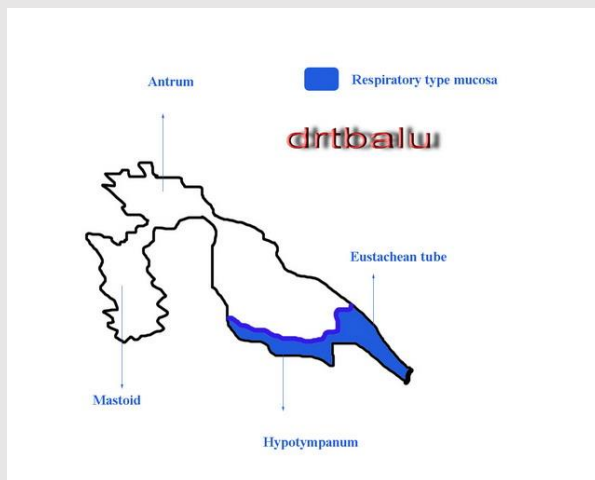 Antrum
Respiratory type mucosa
drtbalu
Eustachean tube
Mastoid
Hypotympanum